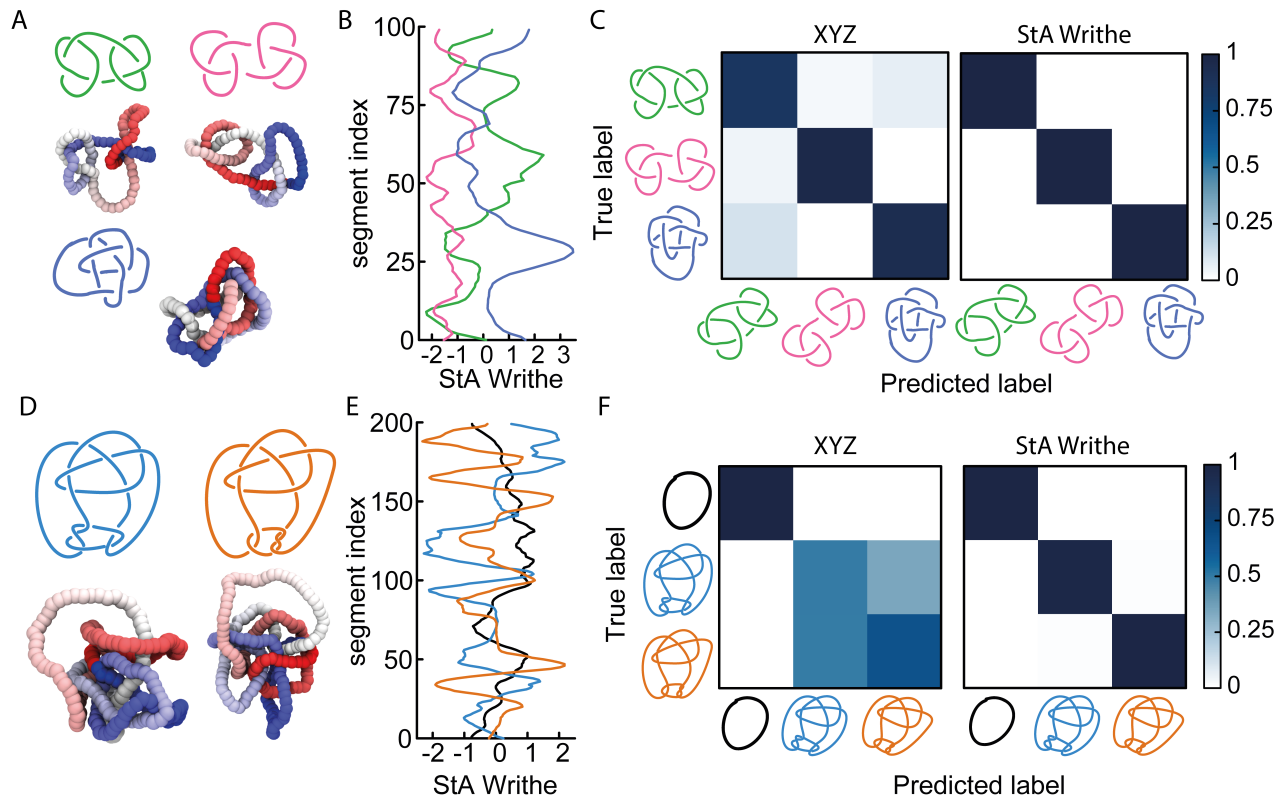 A
B
C
XYZ
StA Writhe
100
75
50
25
0
segment index
-2 -1 0 1 2 3
StA Writhe
True label
Predicted label
1
0.75
0.5
0.25
0
D
E
F
XYZ
StA Writhe
200
150
100
50
0
segment index
-2 -1 0 1 2
StA Writhe
True label
Predicted label
1
0.75
0.5
0.25
0